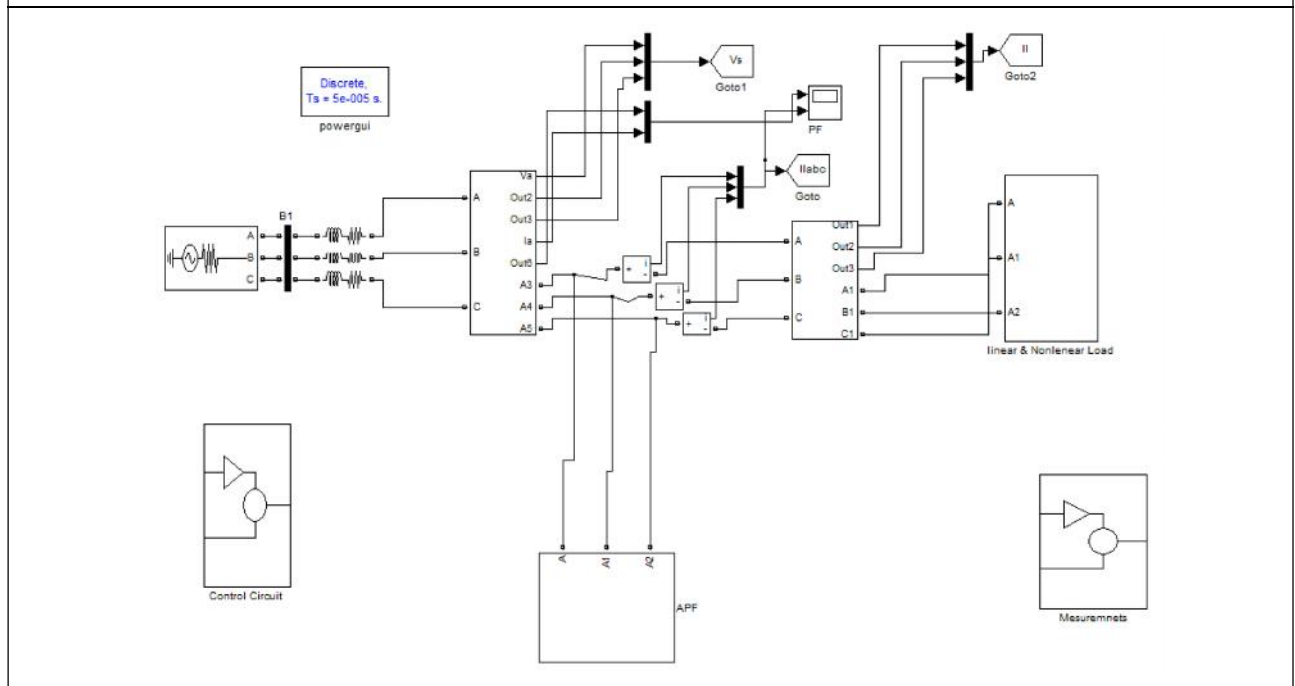 Discrete,
Ts = 5e-005 s.
powergui
Vs
Goto1
PF
Ilabc
Goto
Il
Goto2
B1
A
B
C
A
B
C
Va
Out2
Out3
Ia
Out6
A3
A4
A5
+
i
-
+
i
-
+
i
-
A
B
C
Out1
Out2
Out3
A1
B1
C1
A
A1
A2
linear & Nonlenear Load
Control Circuit
A
A1
A2
APF
Mesuremnets